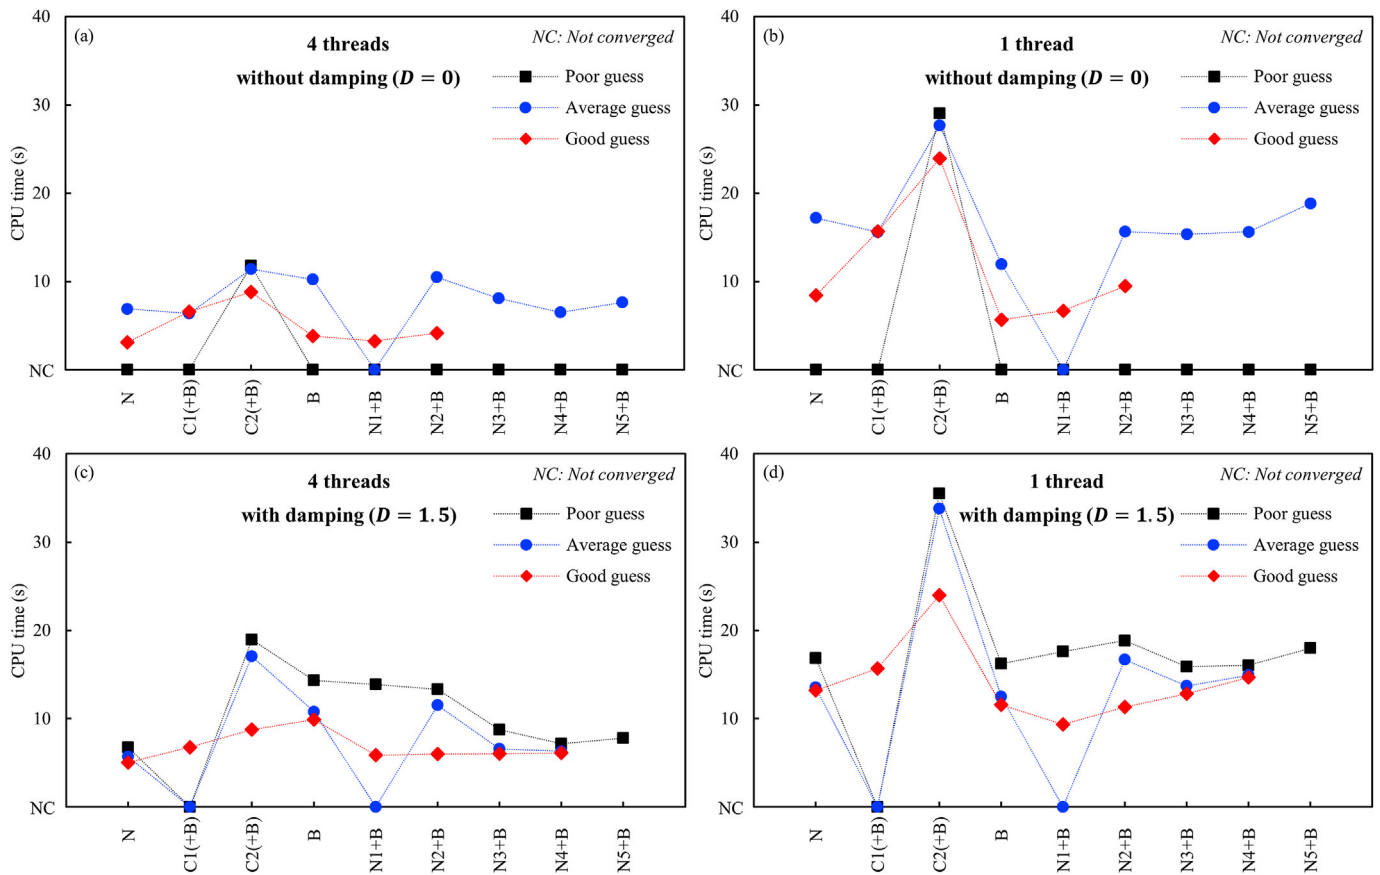 (a)
4 threads
without damping (D = 0)
NC: Not converged
Poor guess
Average guess
Good guess
CPU time (s)
40
30
20
10
NC
N
C1(+B)
C2(+B)
B
N1+B
N2+B
N3+B
N4+B
N5+B
(b)
1 thread
without damping (D = 0)
NC: Not converged
Poor guess
Average guess
Good guess
CPU time (s)
40
30
20
10
NC
N
C1(+B)
C2(+B)
B
N1+B
N2+B
N3+B
N4+B
N5+B
(c)
4 threads
with damping (D = 1.5)
NC: Not converged
Poor guess
Average guess
Good guess
CPU time (s)
40
30
20
10
NC
N
C1(+B)
C2(+B)
B
N1+B
N2+B
N3+B
N4+B
N5+B
(d)
1 thread
with damping (D = 1.5)
NC: Not converged
Poor guess
Average guess
Good guess
CPU time (s)
40
30
20
10
NC
N
C1(+B)
C2(+B)
B
N1+B
N2+B
N3+B
N4+B
N5+B